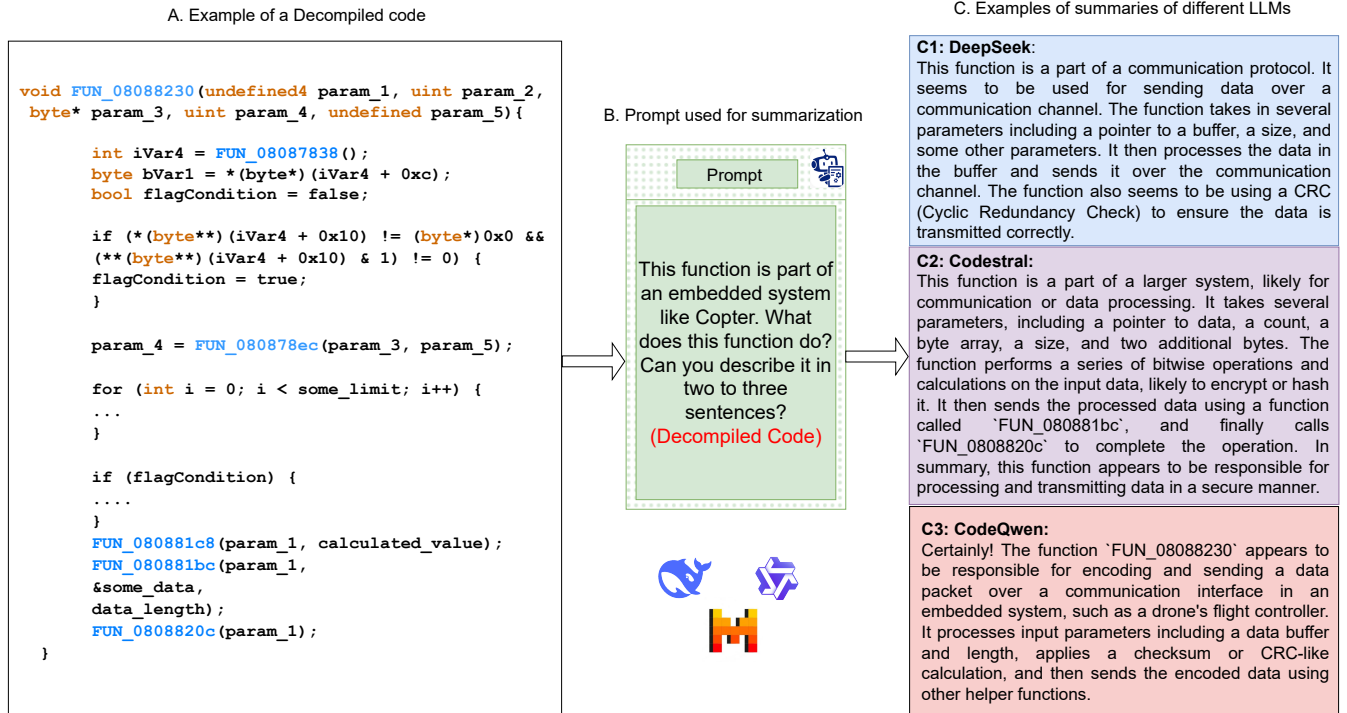 A. Example of a Decompiled code
void FUN_08088230(undefined4 param_1, uint param_2,
byte* param_3, uint param_4, undefined param_5){
int iVar4 = FUN_08087838();
byte bVar1 = *(byte*)(iVar4 + 0xc);
bool flagCondition = false;
if (*(byte**)(iVar4 + 0x10) != (byte*)0x0 &&
(**(byte**)(iVar4 + 0x10) & 1) != 0) {
flagCondition = true;
}
param_4 = FUN_080878ec(param_3, param_5);
for (int i = 0; i < some_limit; i++) {
...
}
if (flagCondition) {
....
}
FUN_080881c8(param_1, calculated_value);
FUN_080881bc(param_1,
&some_data,
data_length);
FUN_0808820c(param_1);
}
B. Prompt used for summarization
Prompt
This function is part of
an embedded system
like Copter. What
does this function do?
Can you describe it in
two to three
sentences?
(Decompiled Code)
C. Examples of summaries of different LLMs
C1: DeepSeek:
This function is a part of a communication protocol. It
seems to be used for sending data over a
communication channel. The function takes in several
parameters including a pointer to a buffer, a size, and
some other parameters. It then processes the data in
the buffer and sends it over the communication
channel. The function also seems to be using a CRC
(Cyclic Redundancy Check) to ensure the data is
transmitted correctly.
C2: Codestral:
This function is a part of a larger system, likely for
communication or data processing. It takes several
parameters, including a pointer to data, a count, a
byte array, a size, and two additional bytes. The
function performs a series of bitwise operations and
calculations on the input data, likely to encrypt or hash
it. It then sends the processed data using a function
called `FUN_080881bc`, and finally calls
`FUN_0808820c` to complete the operation. In
summary, this function appears to be responsible for
processing and transmitting data in a secure manner.
C3: CodeQwen:
Certainly! The function `FUN_08088230` appears to
be responsible for encoding and sending a data
packet over a communication interface in an
embedded system, such as a drone's flight controller.
It processes input parameters including a data buffer
and length, applies a checksum or CRC-like
calculation, and then sends the encoded data using
other helper functions.